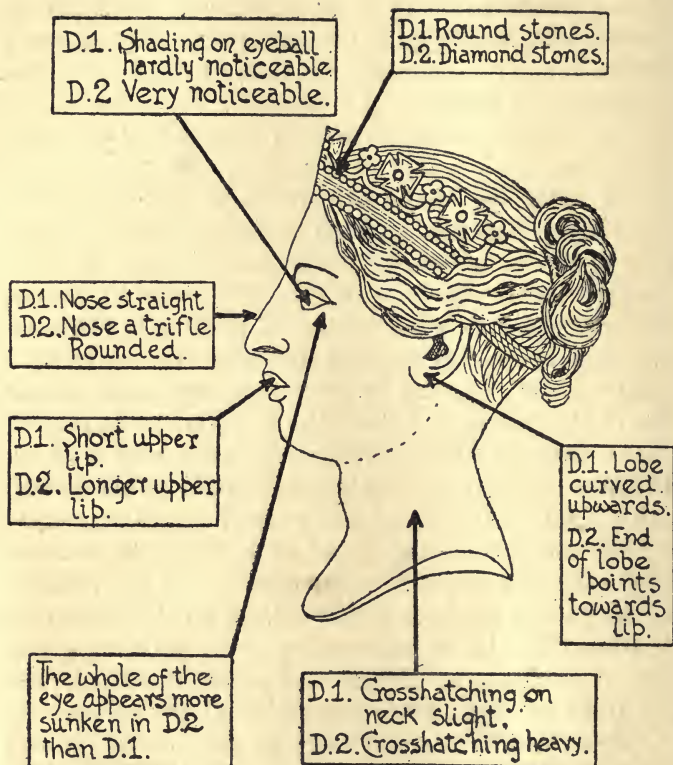 D.1. Shading on eyeball
hardly noticeable
D.2 Very noticeable.
D.1 Round stones.
D.2. Diamond stones.
D.1. Nose straight
D.2. Nose a trifle
Rounded.
D.1. Short upper
lip.
D.2. Longer upper
lip.
D.1. Lobe
curved
upwards.
D.2. End
of lobe
points
towards
lip.
The whole of the
eye appears more
sunken in D.2
than D.1.
D.1. Crosshatching on
neck slight.
D.2. Crosshatching heavy.